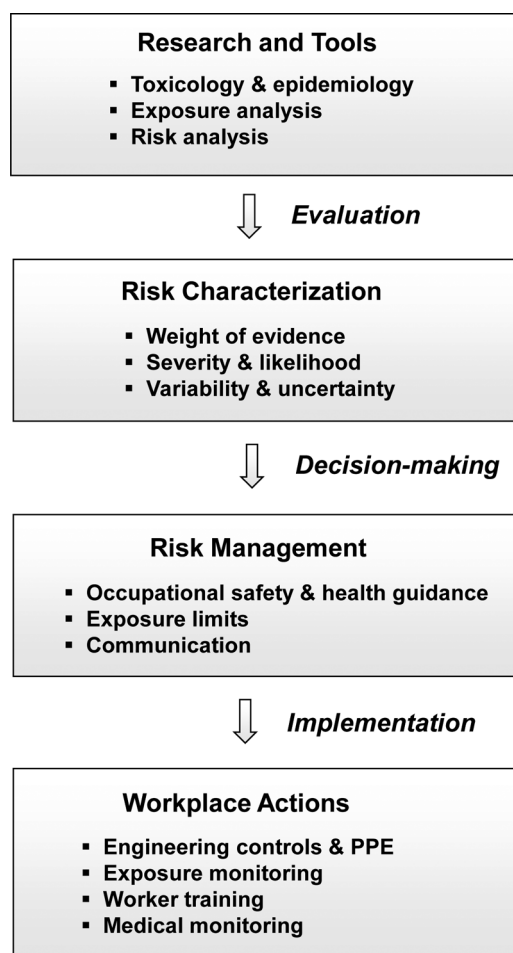 Research and Tools
▪ Toxicology & epidemiology
▪ Exposure analysis
▪ Risk analysis
Evaluation
Risk Characterization
▪ Weight of evidence
▪ Severity & likelihood
▪ Variability & uncertainty
Decision-making
Risk Management
▪ Occupational safety & health guidance
▪ Exposure limits
▪ Communication
Implementation
Workplace Actions
▪ Engineering controls & PPE
▪ Exposure monitoring
▪ Worker training
▪ Medical monitoring